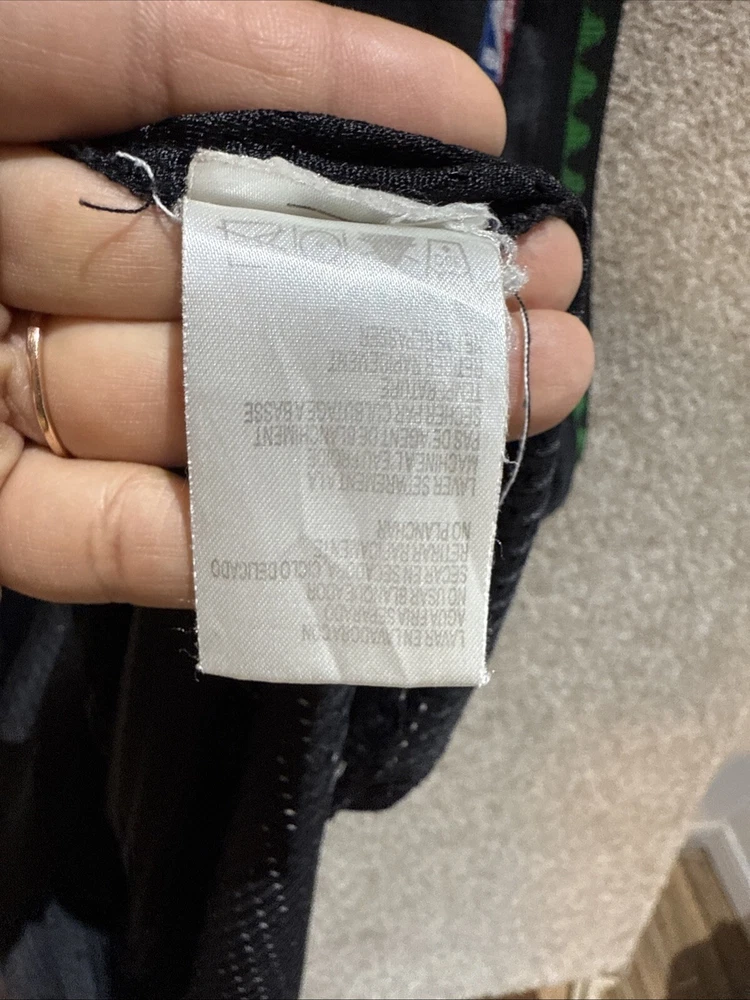 LAVAR EN LAVADORA CON
AGUA FRIA SEPARADO
NO USAR BLANQUEADOR
SECAR EN SECADORA, CICLO DELICADO
RETIRAR RAPIDAMENTE
NO PLANCHAR
LAVER SEPAREMENT A LA
MACHINE A L'EAU FROIDE
PAS DE AGENT DE BLANCHIMENT
SECHER PAR CULBUTAGE A BASSE
TEMPERATURE
RETIRER RAPIDEMENT
NE PAS REPASSER